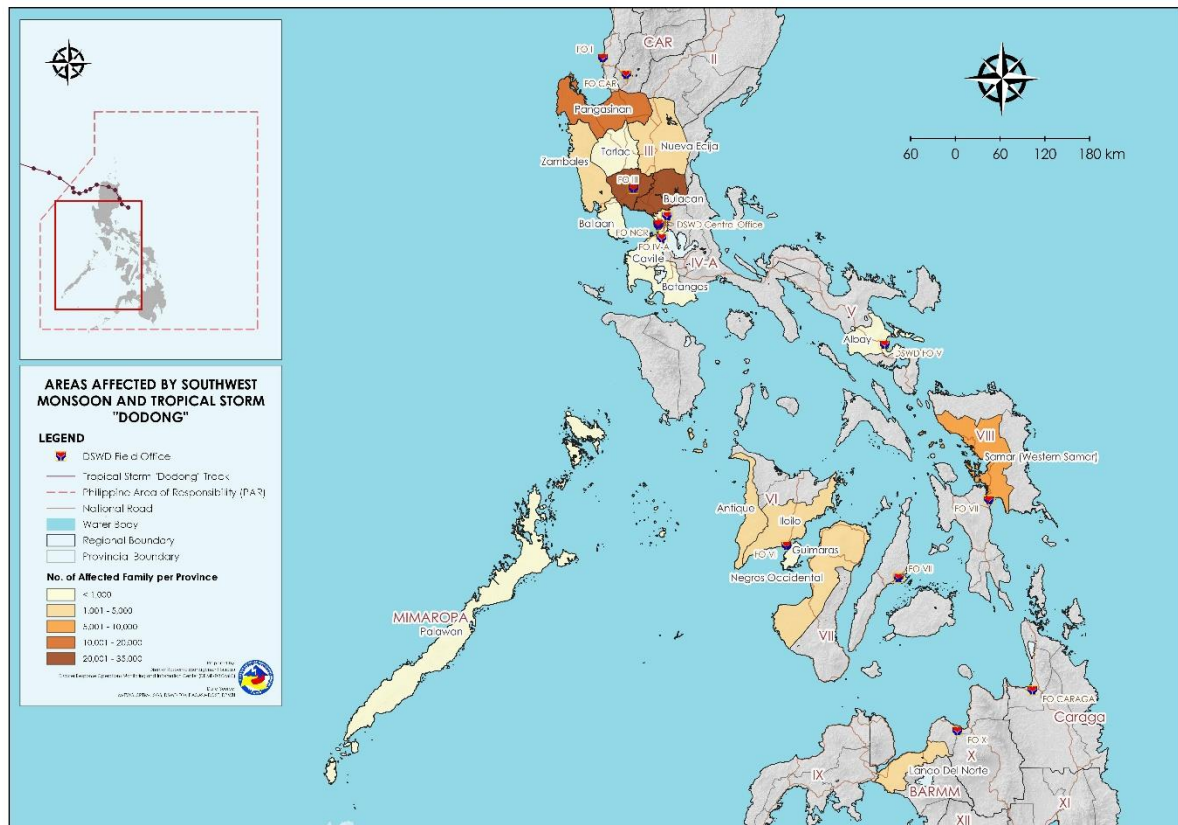 CAR
II
FO I
FO CAR
Pangasinan
60 0 60 120 180 km
Tarlac
III
Nueva Ecija
Zambales
FO III
Bulacan
Bataan
DSWD Central Office
FO NCR
FO IV-A
Cavite
IV-A
Batangas
V
Albay
DSWD FO V
AREAS AFFECTED BY SOUTHWEST
MONSOON AND TROPICAL STORM
"DODONG"
LEGEND
DSWD Field Office
Tropical Storm "Dodong" Track
Philippine Area of Responsibility (PAR)
National Road
Water Body
Regional Boundary
Provincial Boundary
No. of Affected Family per Province
< 1,000
1,001 - 5,000
5,001 - 10,000
10,001 - 20,000
20,001 - 35,000
VIII
Samar (Western Samar)
FO VII
VI
Antique
Iloilo
FO VI
Guimaras
Negros Occidental
FO VII
VII
MIMAROPA
Palawan
FO CARAGA
Caraga
FO X
X
Lanao Del Norte
IX
BARMM
XI
XII